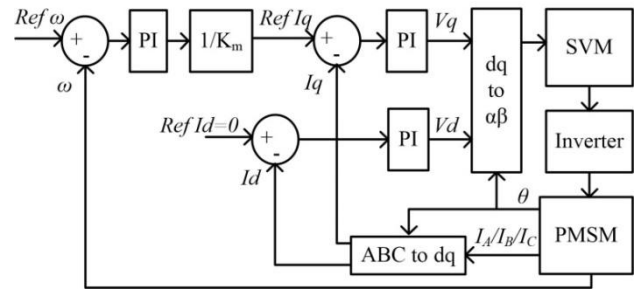 Ref ω
+
-
PI
1/Km
Ref Iq
+
-
PI
Vq
dq
to
αβ
SVM
ω
Iq
Ref Id=0
+
-
PI
Vd
Inverter
Id
θ
ABC to dq
IA/IB/IC
PMSM